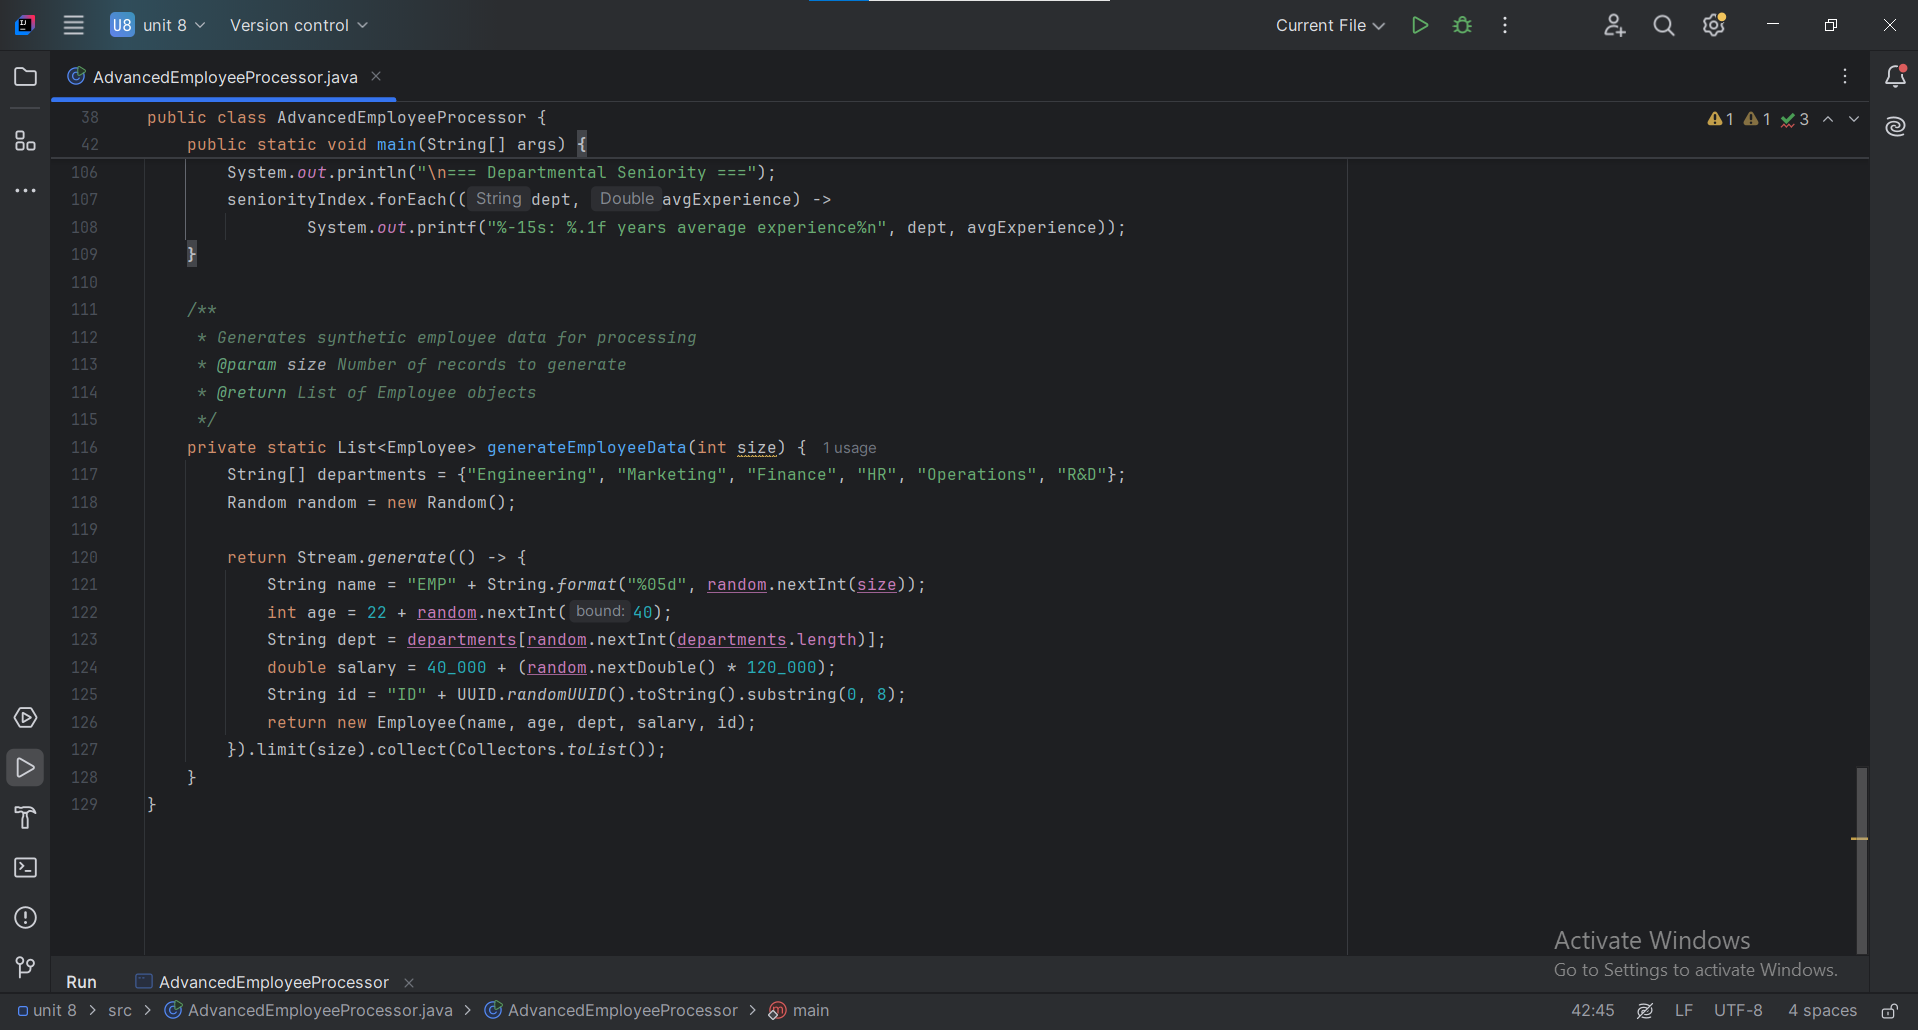 U8 unit 8 Version control Current File
AdvancedEmployeeProcessor.java
38 public class AdvancedEmployeeProcessor { 1 1 3
42 public static void main(String[] args) {
106 System.out.println("\n=== Departmental Seniority ===");
107 seniorityIndex.forEach(( String dept, Double avgExperience) ->
108 System.out.printf("%-15s: %.1f years average experience%n", dept, avgExperience));
109 }
110
111 /**
112 * Generates synthetic employee data for processing
113 * @param size Number of records to generate
114 * @return List of Employee objects
115 */
116 private static List<Employee> generateEmployeeData(int size) { 1 usage
117 String[] departments = {"Engineering", "Marketing", "Finance", "HR", "Operations", "R&D"};
118 Random random = new Random();
119
120 return Stream.generate(() -> {
121 String name = "EMP" + String.format("%05d", random.nextInt(size));
122 int age = 22 + random.nextInt( bound: 40);
123 String dept = departments[random.nextInt(departments.length)];
124 double salary = 40_000 + (random.nextDouble() * 120_000);
125 String id = "ID" + UUID.randomUUID().toString().substring(0, 8);
126 return new Employee(name, age, dept, salary, id);
127 }).limit(size).collect(Collectors.toList());
128 }
129 }
Activate Windows
Go to Settings to activate Windows.
Run AdvancedEmployeeProcessor
unit 8 > src > AdvancedEmployeeProcessor.java > AdvancedEmployeeProcessor > main 42:45 LF UTF-8 4 spaces